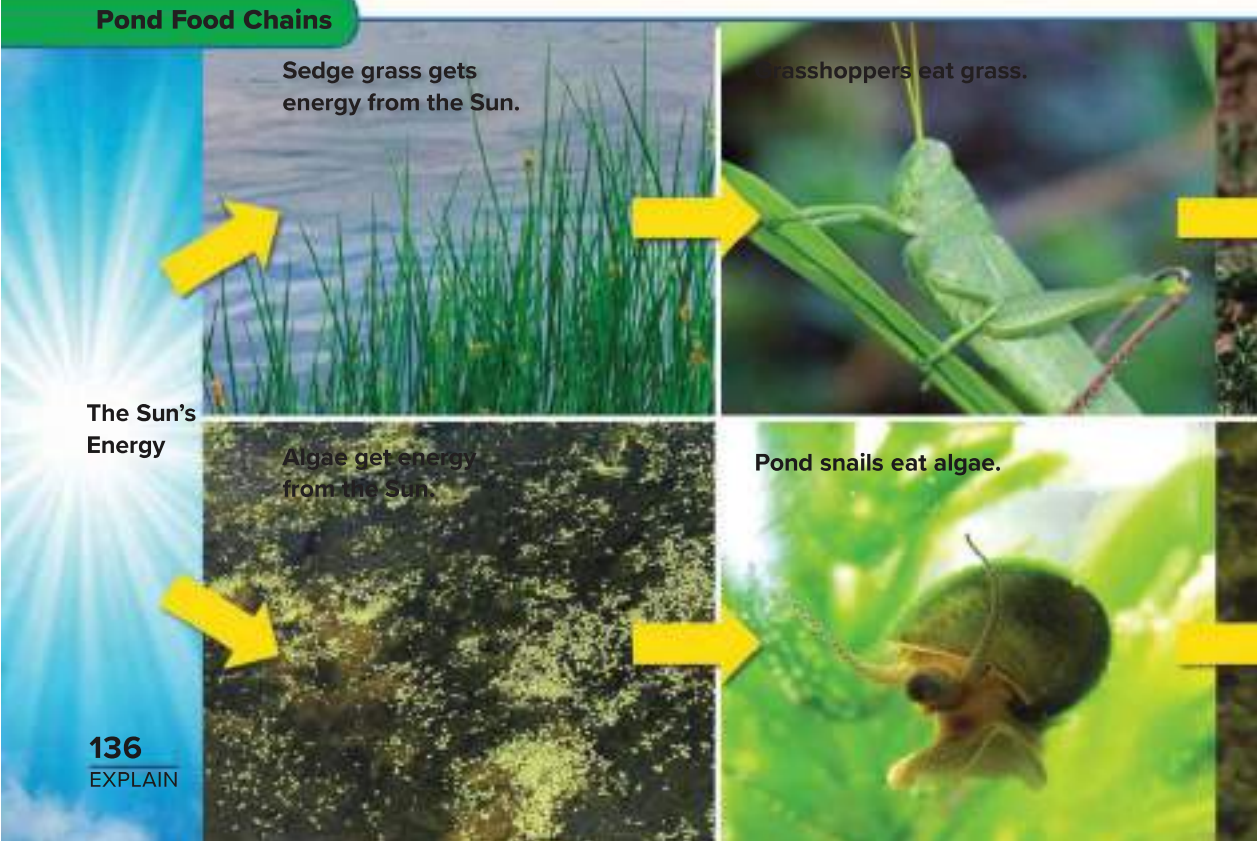 Pond Food Chains
Sedge grass gets
energy from the Sun.
Grasshoppers eat grass.
The Sun's
Energy
Algae get energy
from the Sun.
Pond snails eat algae.
136
EXPLAIN